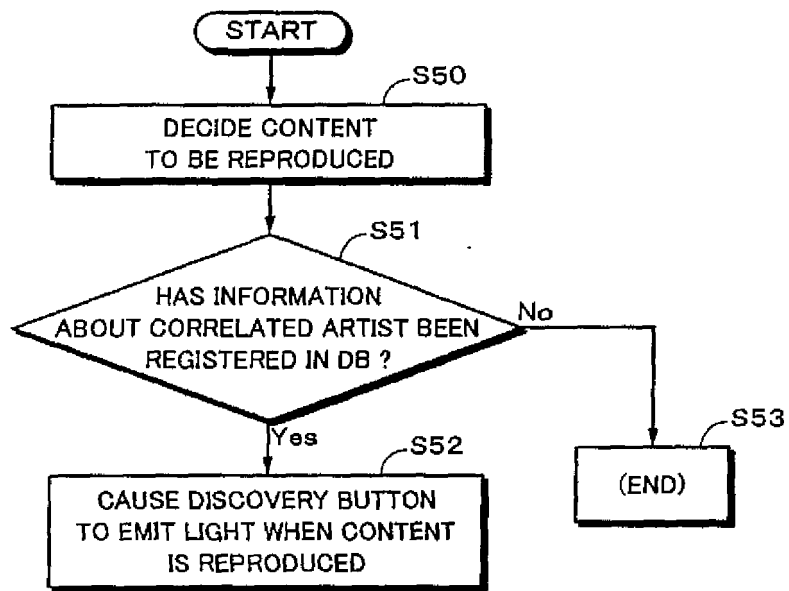 START
S50
DECIDE CONTENT
TO BE REPRODUCED
S51
HAS INFORMATION
ABOUT CORRELATED ARTIST BEEN
REGISTERED IN DB ?
No
Yes
S52
S53
CAUSE DISCOVERY BUTTON
TO EMIT LIGHT WHEN CONTENT
IS REPRODUCED
(END)